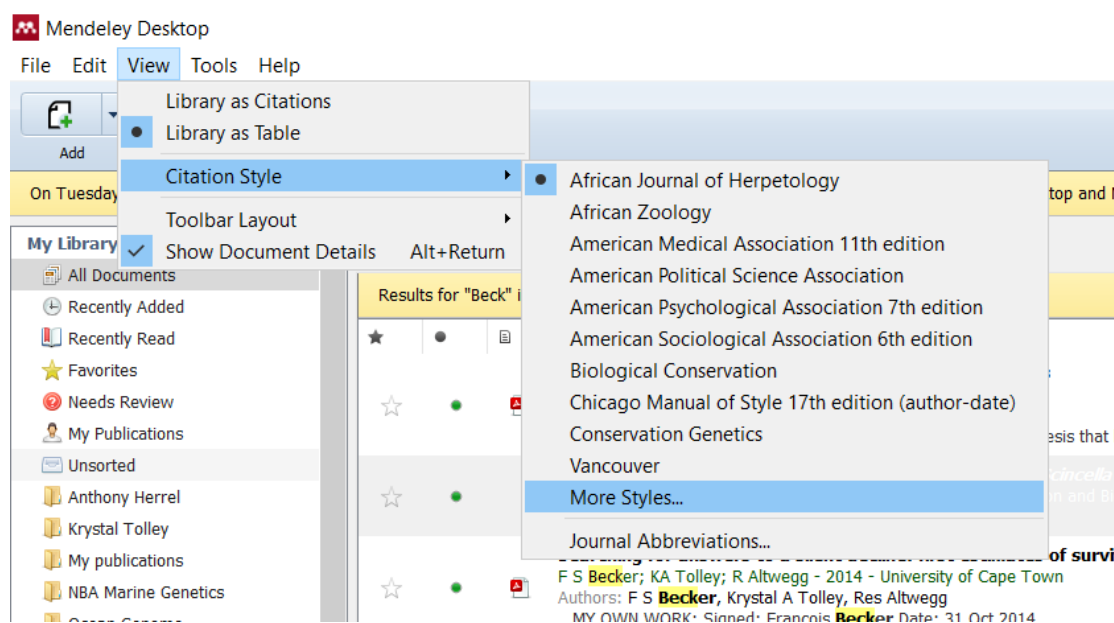 Mendeley Desktop
File Edit View Tools Help
Add
Library as Citations
Library as Table
Citation Style
Toolbar Layout
Show Document Details Alt+Return
African Journal of Herpetology
African Zoology
American Medical Association 11th edition
American Political Science Association
American Psychological Association 7th edition
American Sociological Association 6th edition
Biological Conservation
Chicago Manual of Style 17th edition (author-date)
Conservation Genetics
Vancouver
More Styles...
Journal Abbreviations...
On Tuesday
top and
My Library
All Documents
Recently Added
Recently Read
Favorites
Needs Review
My Publications
Unsorted
Anthony Herrel
Krystal Tolley
My publications
NBA Marine Genetics
Results for "Beck" i
esis that
cincella
n and B
of survi
F S Becker; KA Tolley; R Altwegg - 2014 - University of Cape Town
Authors: F S Becker, Krystal A Tolley, Res Altwegg
MY OWN WORK; Signed: Francois Becker Date: 31 Oct 2014